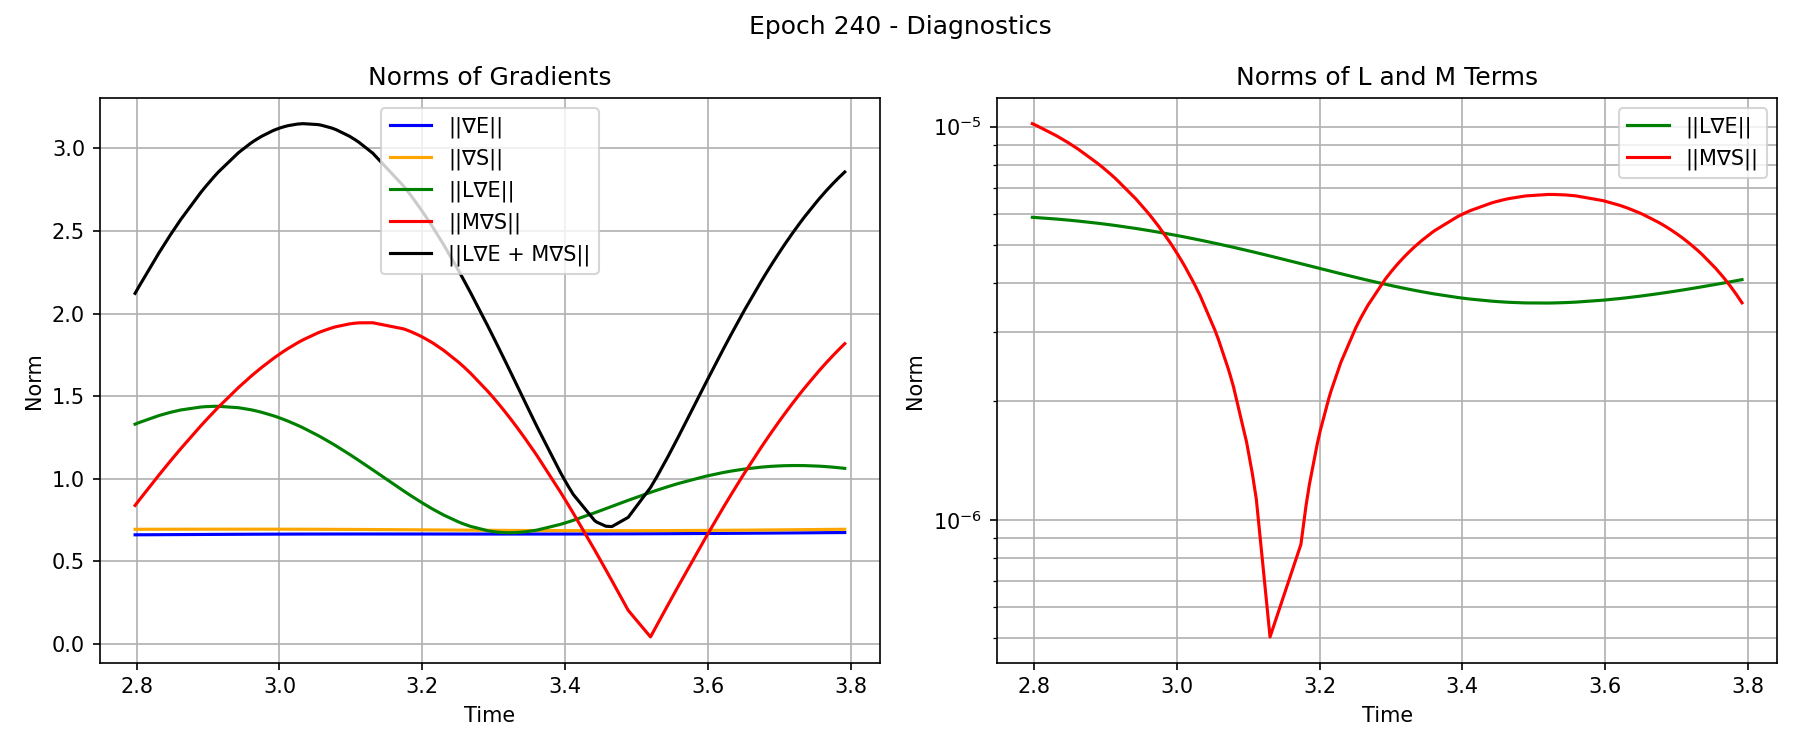 Epoch 240 - Diagnostics
Norms of Gradients
||∇E||
||∇S||
||L∇E||
||M∇S||
||L∇E + M∇S||
3.0
2.5
2.0
1.5
1.0
0.5
0.0
Norm
2.8 3.0 3.2 3.4 3.6 3.8
Time
Norms of L and M Terms
||L∇E||
||M∇S||
10⁻⁵
10⁻⁶
Norm
2.8 3.0 3.2 3.4 3.6 3.8
Time